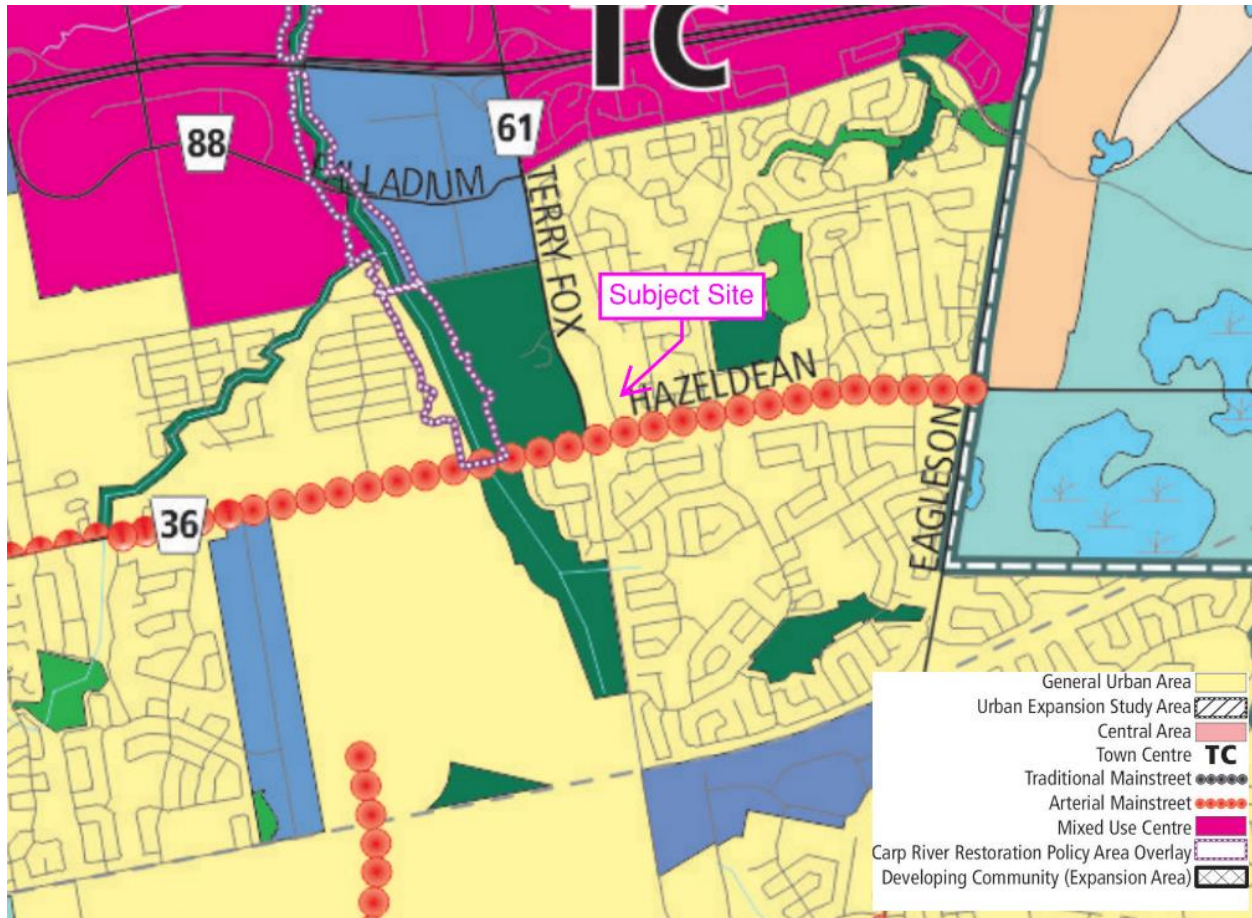 TC
61
88
PALLADIUM
TERRY FOX
Subject Site
HAZELDEAN
EAGLESON
36
General Urban Area
Urban Expansion Study Area
Central Area
Town Centre TC
Traditional Mainstreet
Arterial Mainstreet
Mixed Use Centre
Carp River Restoration Policy Area Overlay
Developing Community (Expansion Area)